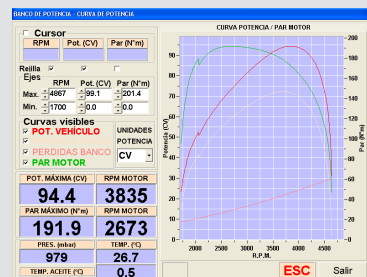 BANCO DE POTENCIA - CURVA DE POTENCIA
Cursor
RPM Pot. (CV) Par (N*m)
Rejilla
Ejes
RPM Pot. (CV) Par (N*m)
Max. 4867 99.1 201.4
Min. 1700 0.0 0.0
Curvas visibles
POT. VEHÍCULO
PERDIDAS BANCO
PAR MOTOR
UNIDADES
POTENCIA
CV
POT. MÁXIMA (CV) RPM MOTOR
94.4 3835
PAR MÁXIMO (N*m) RPM MOTOR
191.9 2673
PRES. (mbar) TEMP. (°C)
979 26.7
TEMP. ACEITE (°C) 0.5
CURVA POTENCIA / PAR MOTOR
Potencia (CV)
90
80
70
60
50
40
30
20
10
0
Par (N*m)
200
180
160
140
120
100
80
60
40
20
0
2000 2500 3000 3500 4000 4500
R.P.M.
ESC Salir